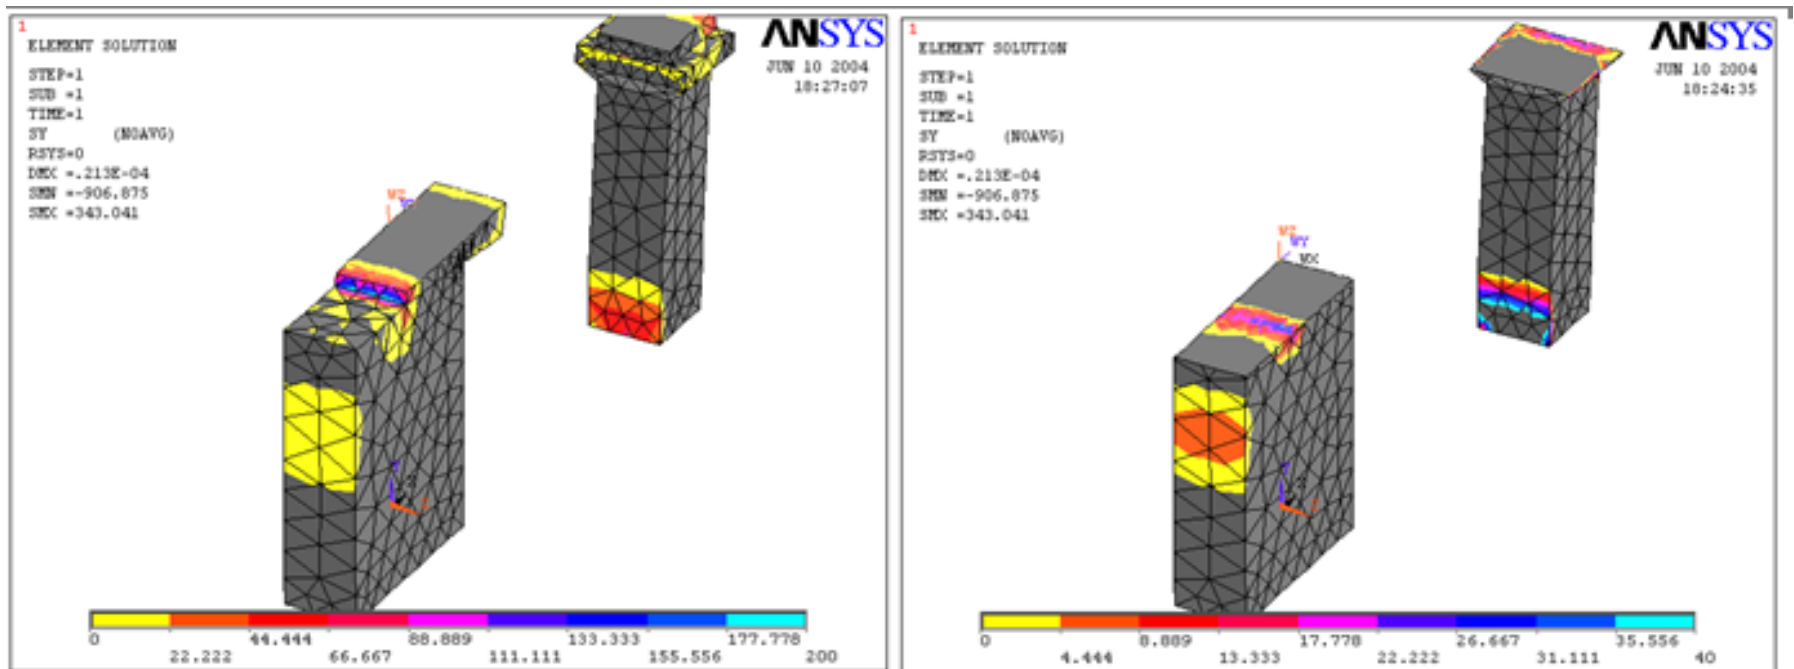 1
ELEMENT SOLUTION
STEP=1
SUB =1
TIME=1
SY (NOAVG)
RSYS=0
DMX =.213E-04
SMN =-906.875
SMX =343.041
ANSYS
JUN 10 2004
18:27:07
0 44.444 88.889 133.333 177.778
22.222 66.667 111.111 155.556 200
1
ELEMENT SOLUTION
STEP=1
SUB =1
TIME=1
SY (NOAVG)
RSYS=0
DMX =.213E-04
SMN =-906.875
SMX =343.041
ANSYS
JUN 10 2004
18:24:35
WY
MX
0 8.889 17.778 26.667 35.556
4.444 13.333 22.222 31.111 40